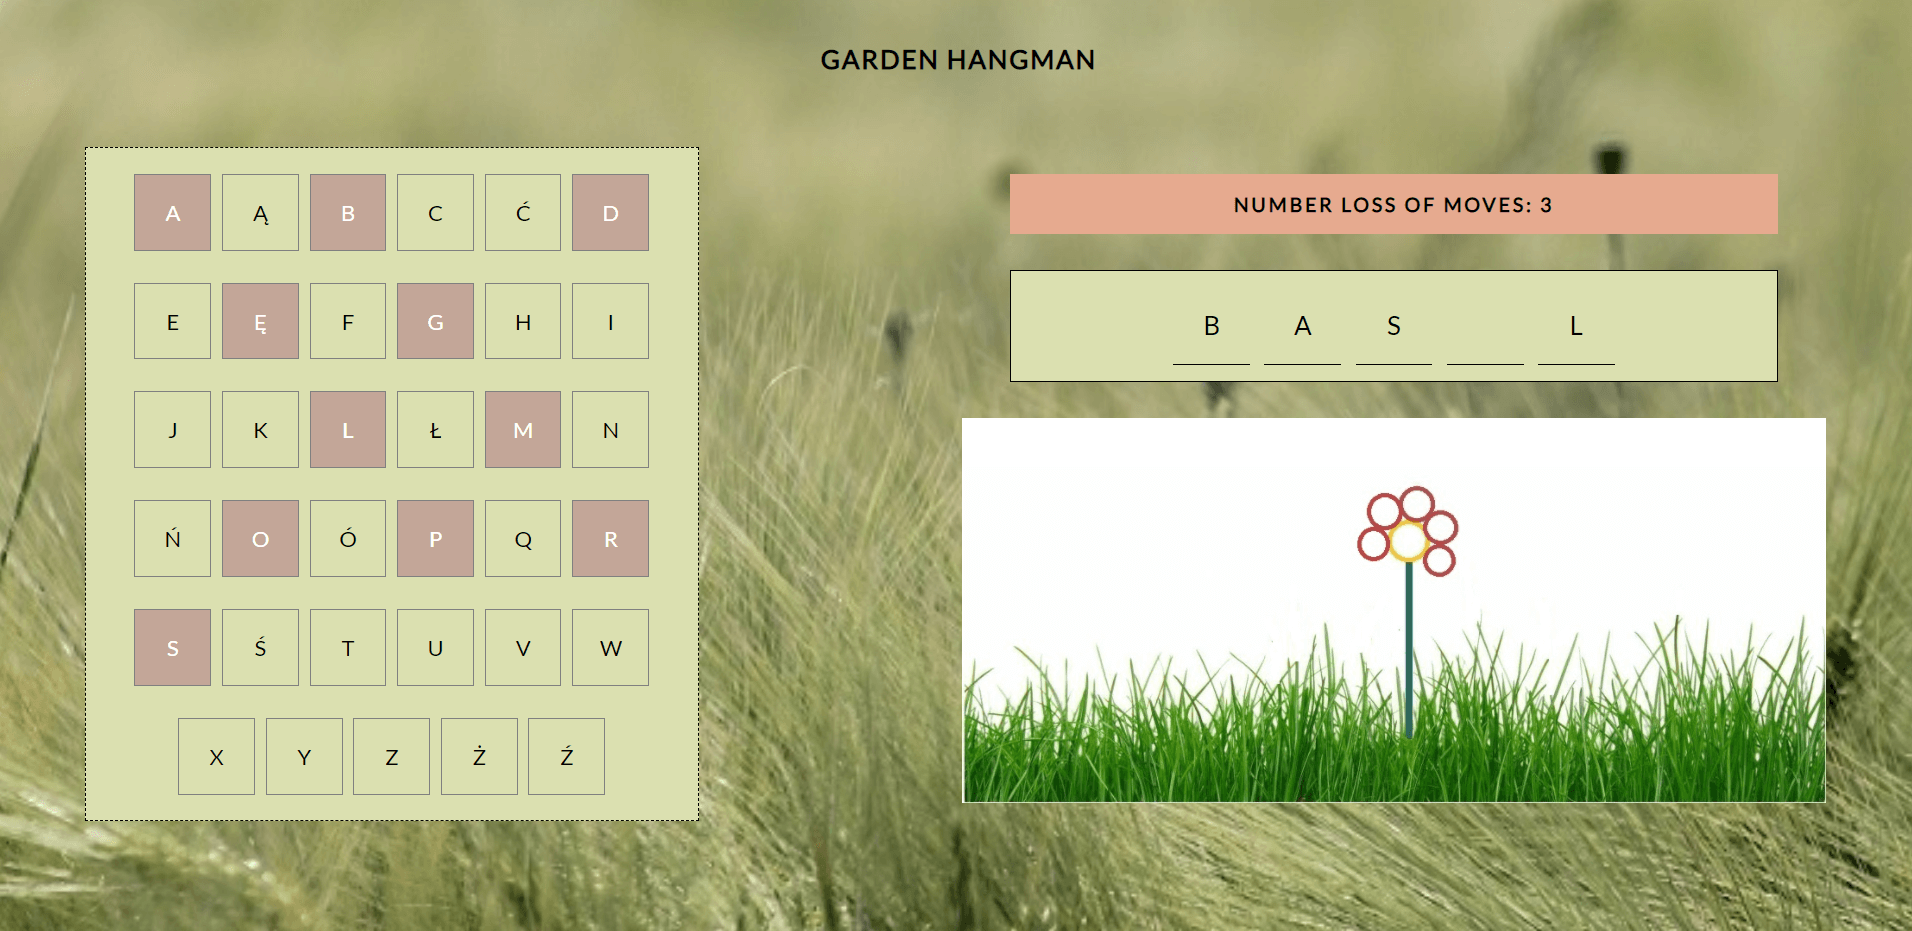 GARDEN HANGMAN
A Ą B C Ć D
E Ę F G H I
J K L Ł M N
Ń O Ó P Q R
S Ś T U V W
X Y Z Ż Ź
NUMBER LOSS OF MOVES: 3
B A S L